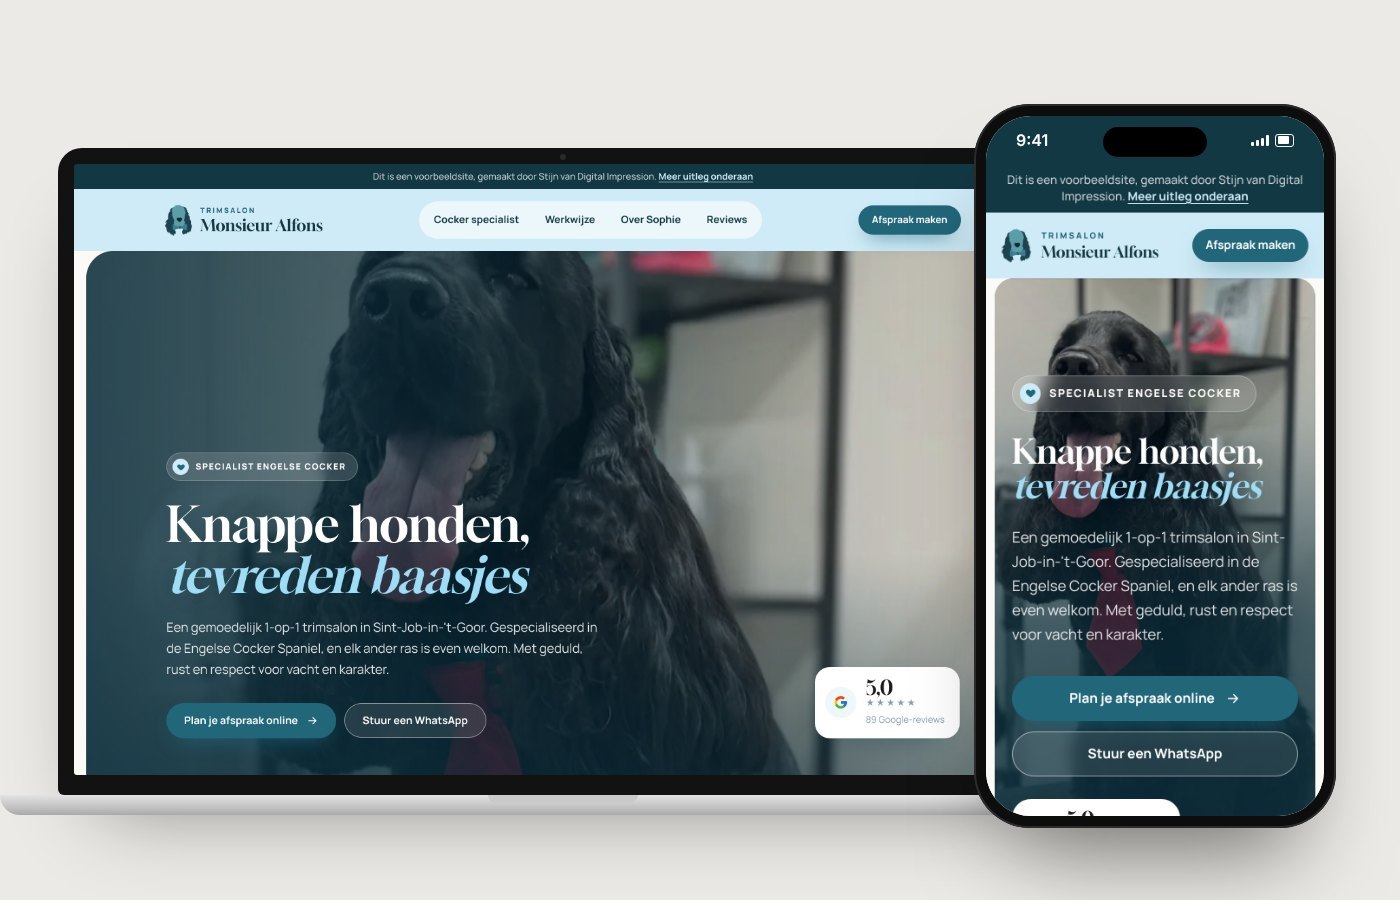 Dit is een voorbeeldsite, gemaakt door Stijn van Digital Impression. Meer uitleg onderaan
TRIMSALON
Monsieur Alfons
Cocker specialist
Werkwijze
Over Sophie
Reviews
Afspraak maken
SPECIALIST ENGELSE COCKER
Knappe honden,
tevreden baasjes
Een gemoedelijk 1-op-1 trimsalon in Sint-Job-in-'t-Goor. Gespecialiseerd in
de Engelse Cocker Spaniel, en elk ander ras is even welkom. Met geduld,
rust en respect voor vacht en karakter.
Plan je afspraak online →
Stuur een WhatsApp
G
5,0
★★★★★
89 Google-reviews
9:41
Dit is een voorbeeldsite, gemaakt door Stijn van Digital
Impression. Meer uitleg onderaan
TRIMSALON
Monsieur Alfons
Afspraak maken
SPECIALIST ENGELSE COCKER
Knappe honden,
tevreden baasjes
Een gemoedelijk 1-op-1 trimsalon in Sint-
Job-in-'t-Goor. Gespecialiseerd in de
Engelse Cocker Spaniel, en elk ander ras is
even welkom. Met geduld, rust en respect
voor vacht en karakter.
Plan je afspraak online →
Stuur een WhatsApp
5,0